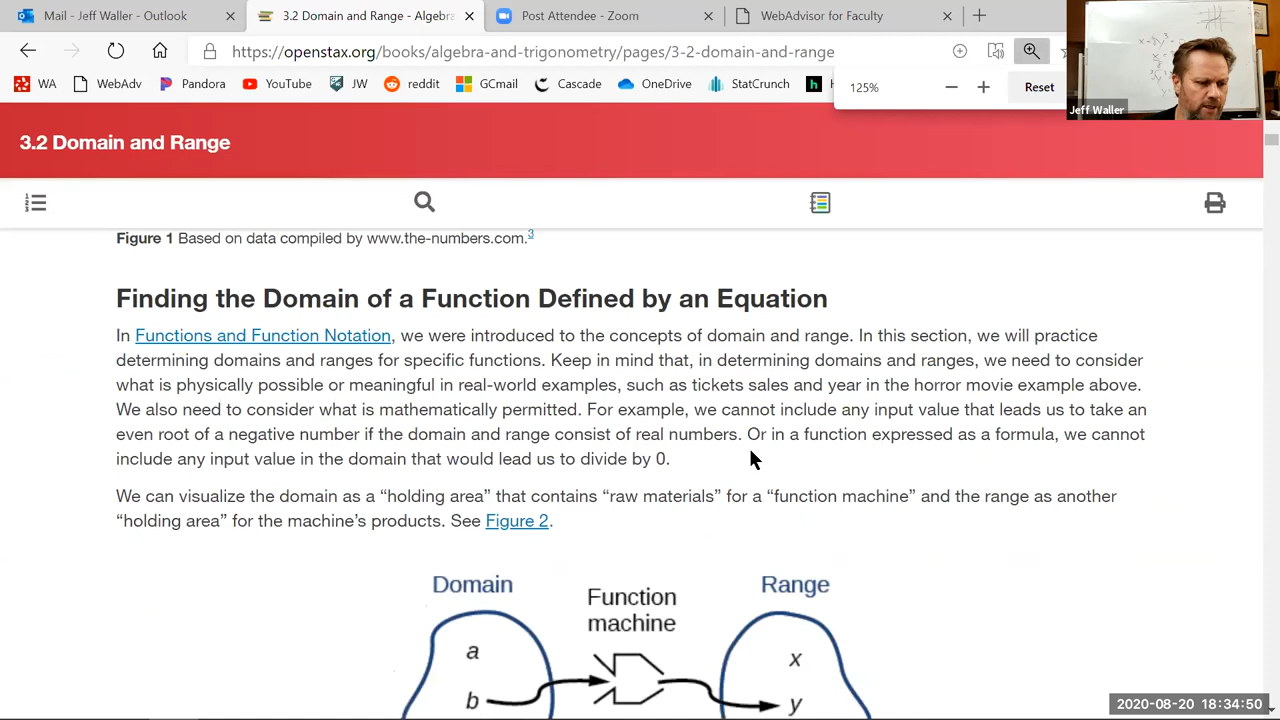 Mail - Jeff Waller - Outlook
3.2 Domain and Range - Algebra
Post Attendee - Zoom
WebAdvisor for Faculty
https://openstax.org/books/algebra-and-trigonometry/pages/3-2-domain-and-range
WA
WebAdv
Pandora
YouTube
JW
reddit
GCmail
Cascade
OneDrive
StatCrunch
125%
Reset
Jeff Waller
3.2 Domain and Range
Figure 1 Based on data compiled by www.the-numbers.com.3
Finding the Domain of a Function Defined by an Equation
In Functions and Function Notation, we were introduced to the concepts of domain and range. In this section, we will practice
determining domains and ranges for specific functions. Keep in mind that, in determining domains and ranges, we need to consider
what is physically possible or meaningful in real-world examples, such as tickets sales and year in the horror movie example above.
We also need to consider what is mathematically permitted. For example, we cannot include any input value that leads us to take an
even root of a negative number if the domain and range consist of real numbers. Or in a function expressed as a formula, we cannot
include any input value in the domain that would lead us to divide by 0.
We can visualize the domain as a “holding area” that contains “raw materials” for a “function machine” and the range as another
“holding area” for the machine’s products. See Figure 2.
Domain
Function
machine
Range
a
x
b
y
2020-08-20 18:34:50